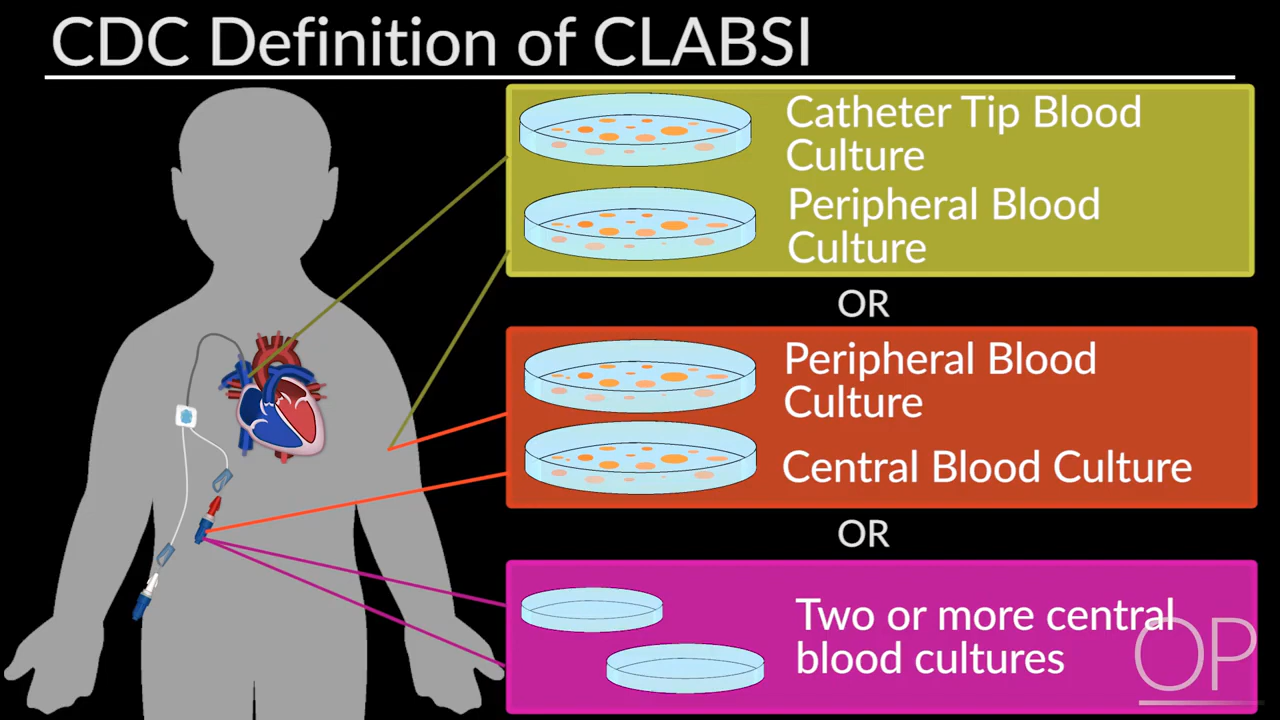 CDC Definition of CLABSI
Catheter Tip Blood
Culture
Peripheral Blood
Culture
OR
Peripheral Blood
Culture
Central Blood Culture
OR
Two or more central
blood cultures
OP